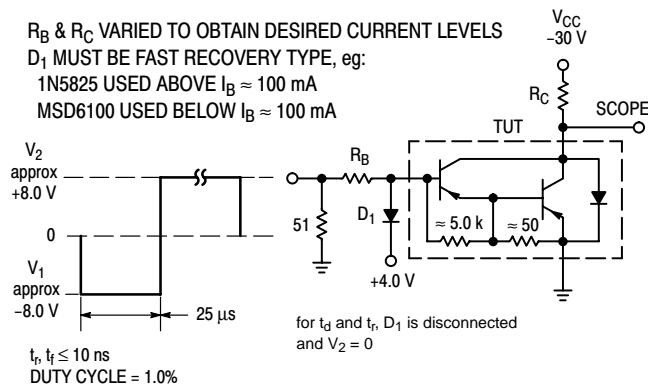 R_B & R_C VARIED TO OBTAIN DESIRED CURRENT LEVELS
D_1 MUST BE FAST RECOVERY TYPE, eg:
1N5825 USED ABOVE I_B ≈ 100 mA
MSD6100 USED BELOW I_B ≈ 100 mA
V_CC
−30 V
R_C
SCOPE
TUT
V_2
approx
+8.0 V
0
V_1
approx
−8.0 V
25 μs
R_B
51
D_1
+4.0 V
≈ 5.0 k
≈ 50
for t_d and t_r, D_1 is disconnected
and V_2 = 0
t_r, t_f ≤ 10 ns
DUTY CYCLE = 1.0%